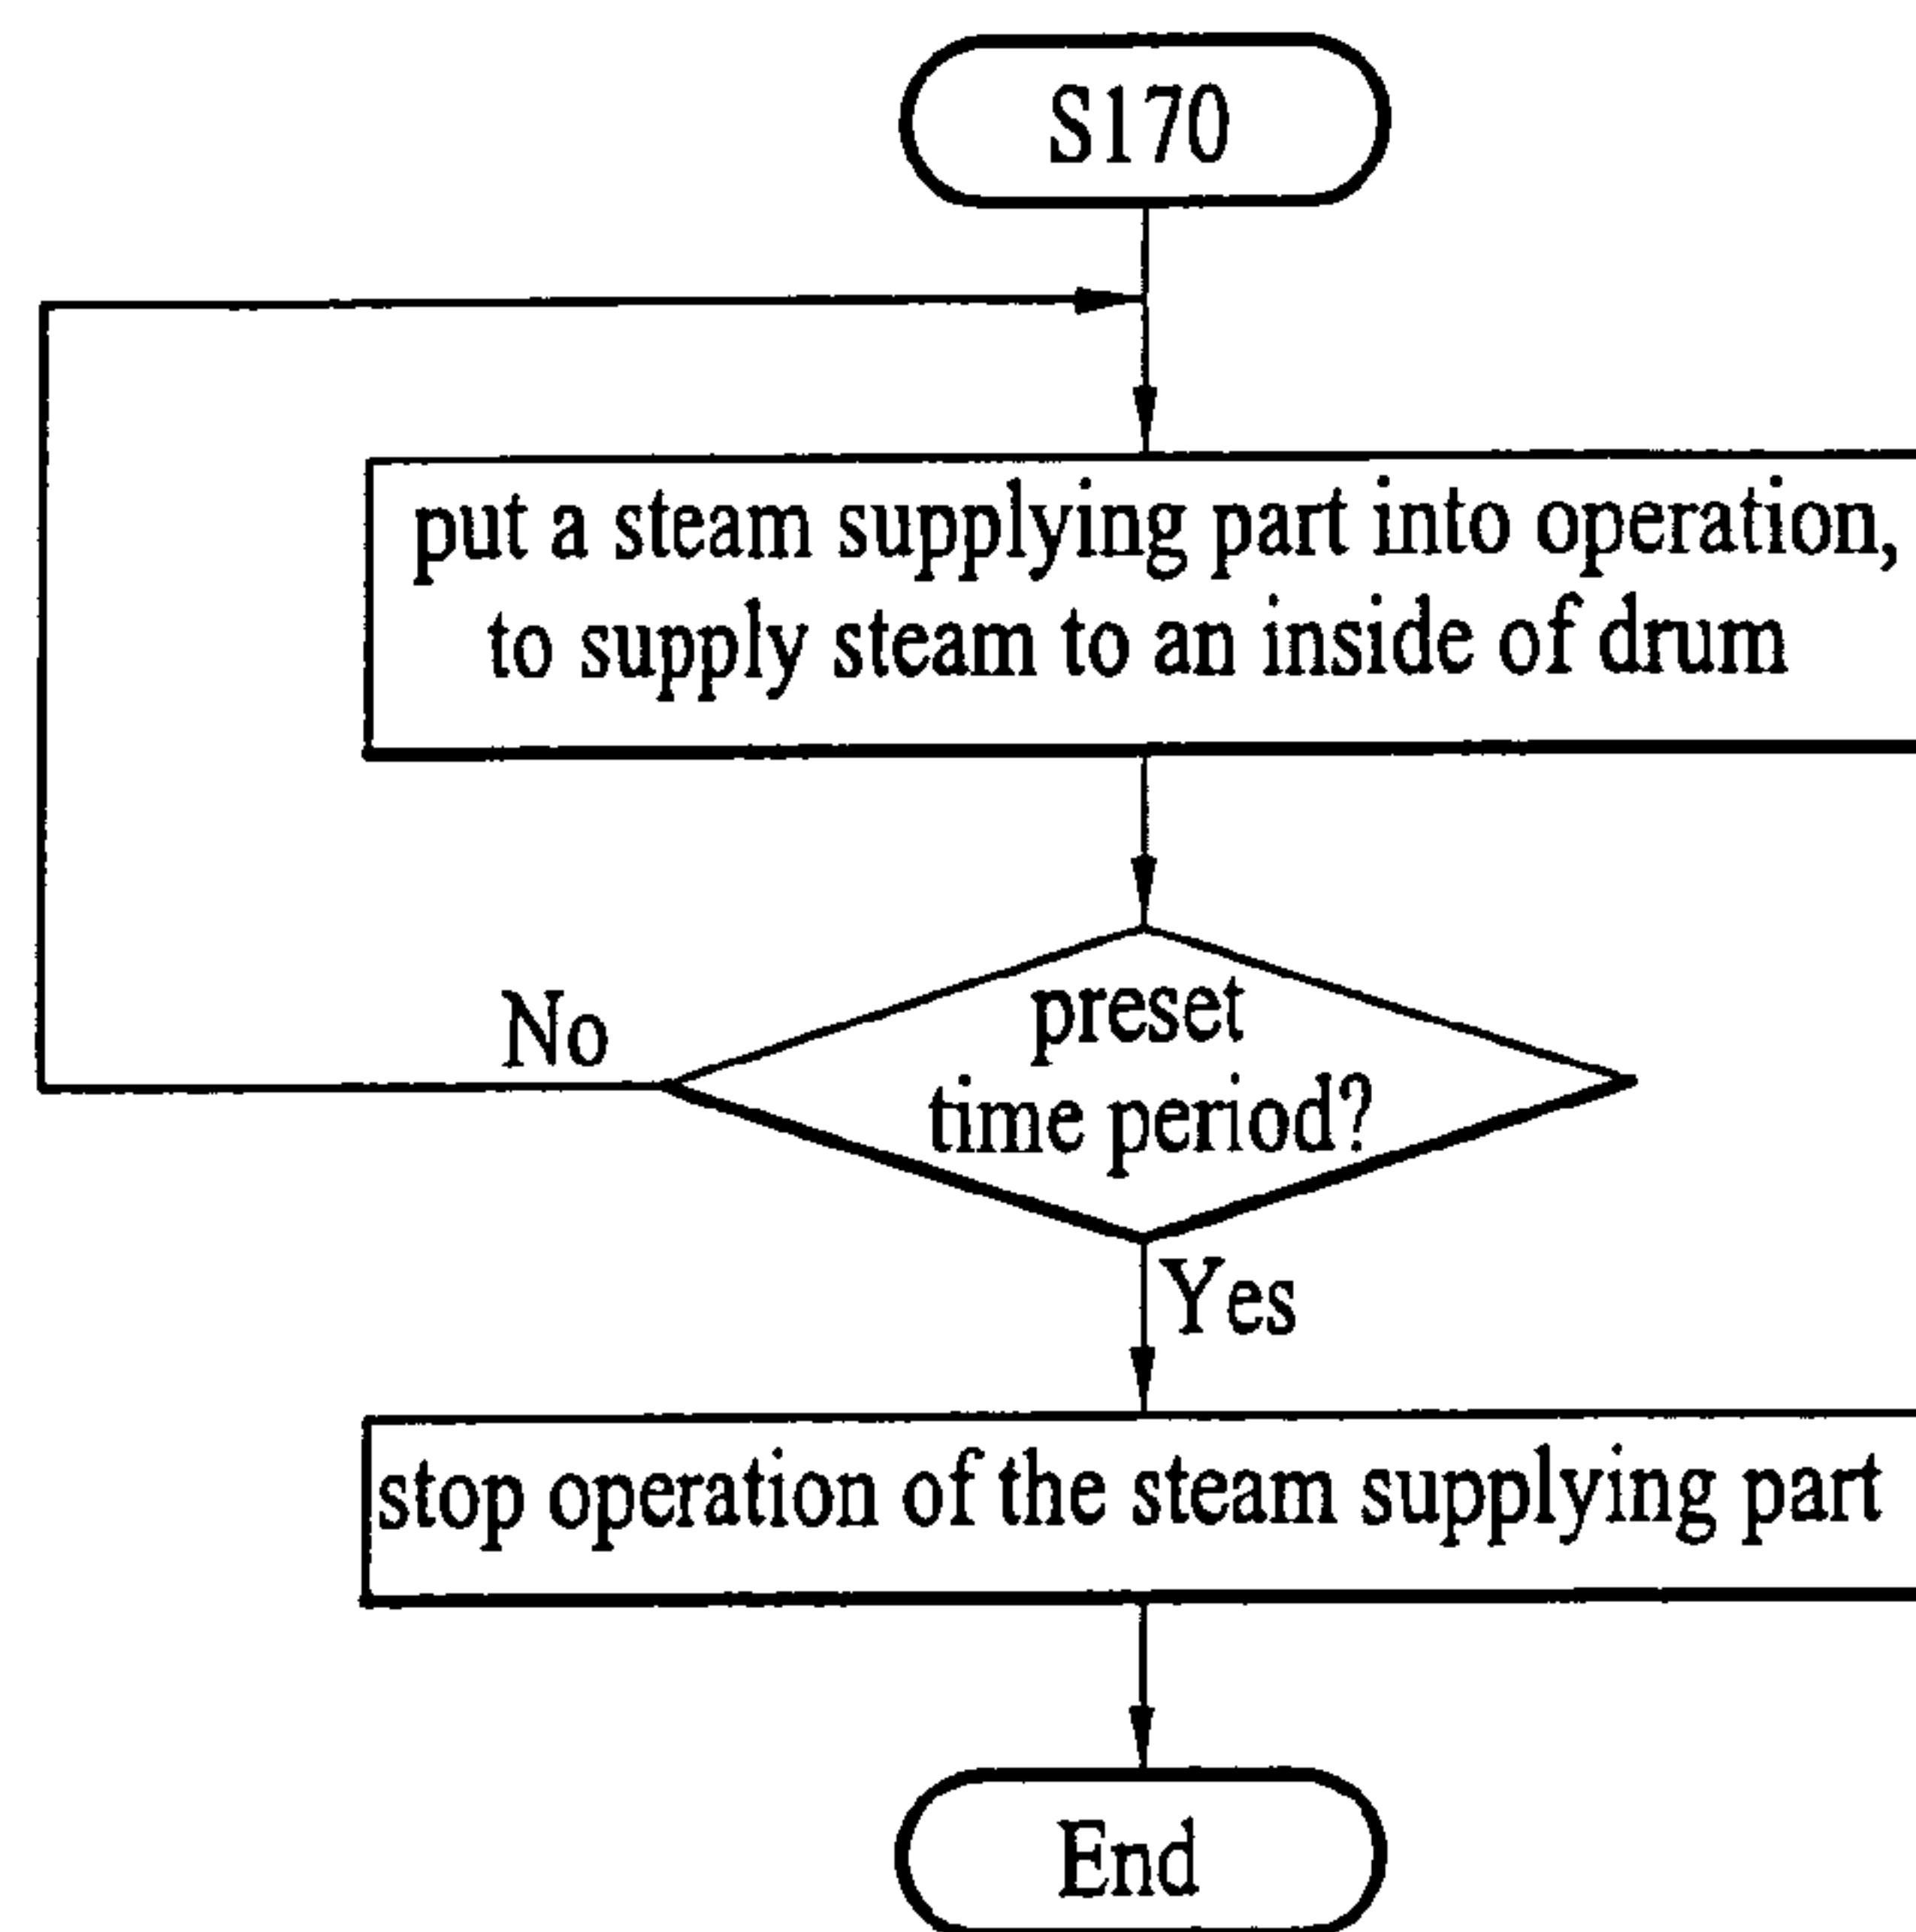 S170
put a steam supplying part into operation,
to supply steam to an inside of drum
No
preset
time period?
Yes
stop operation of the steam supplying part
End